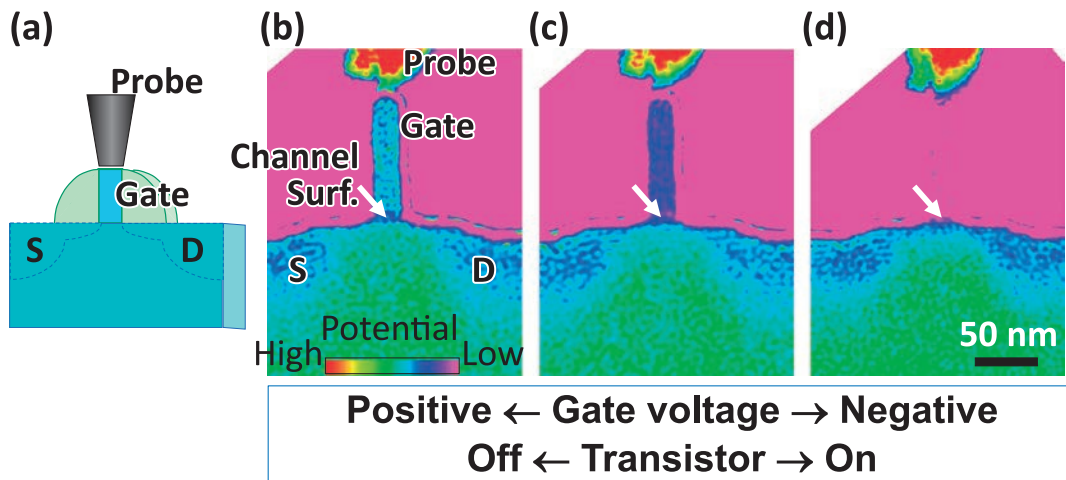 (a)
Probe
Gate
S
D
(b)
Probe
Gate
Channel
Surf.
S
D
Potential
High
Low
(c)
(d)
50 nm
Positive ← Gate voltage → Negative
Off ← Transistor → On